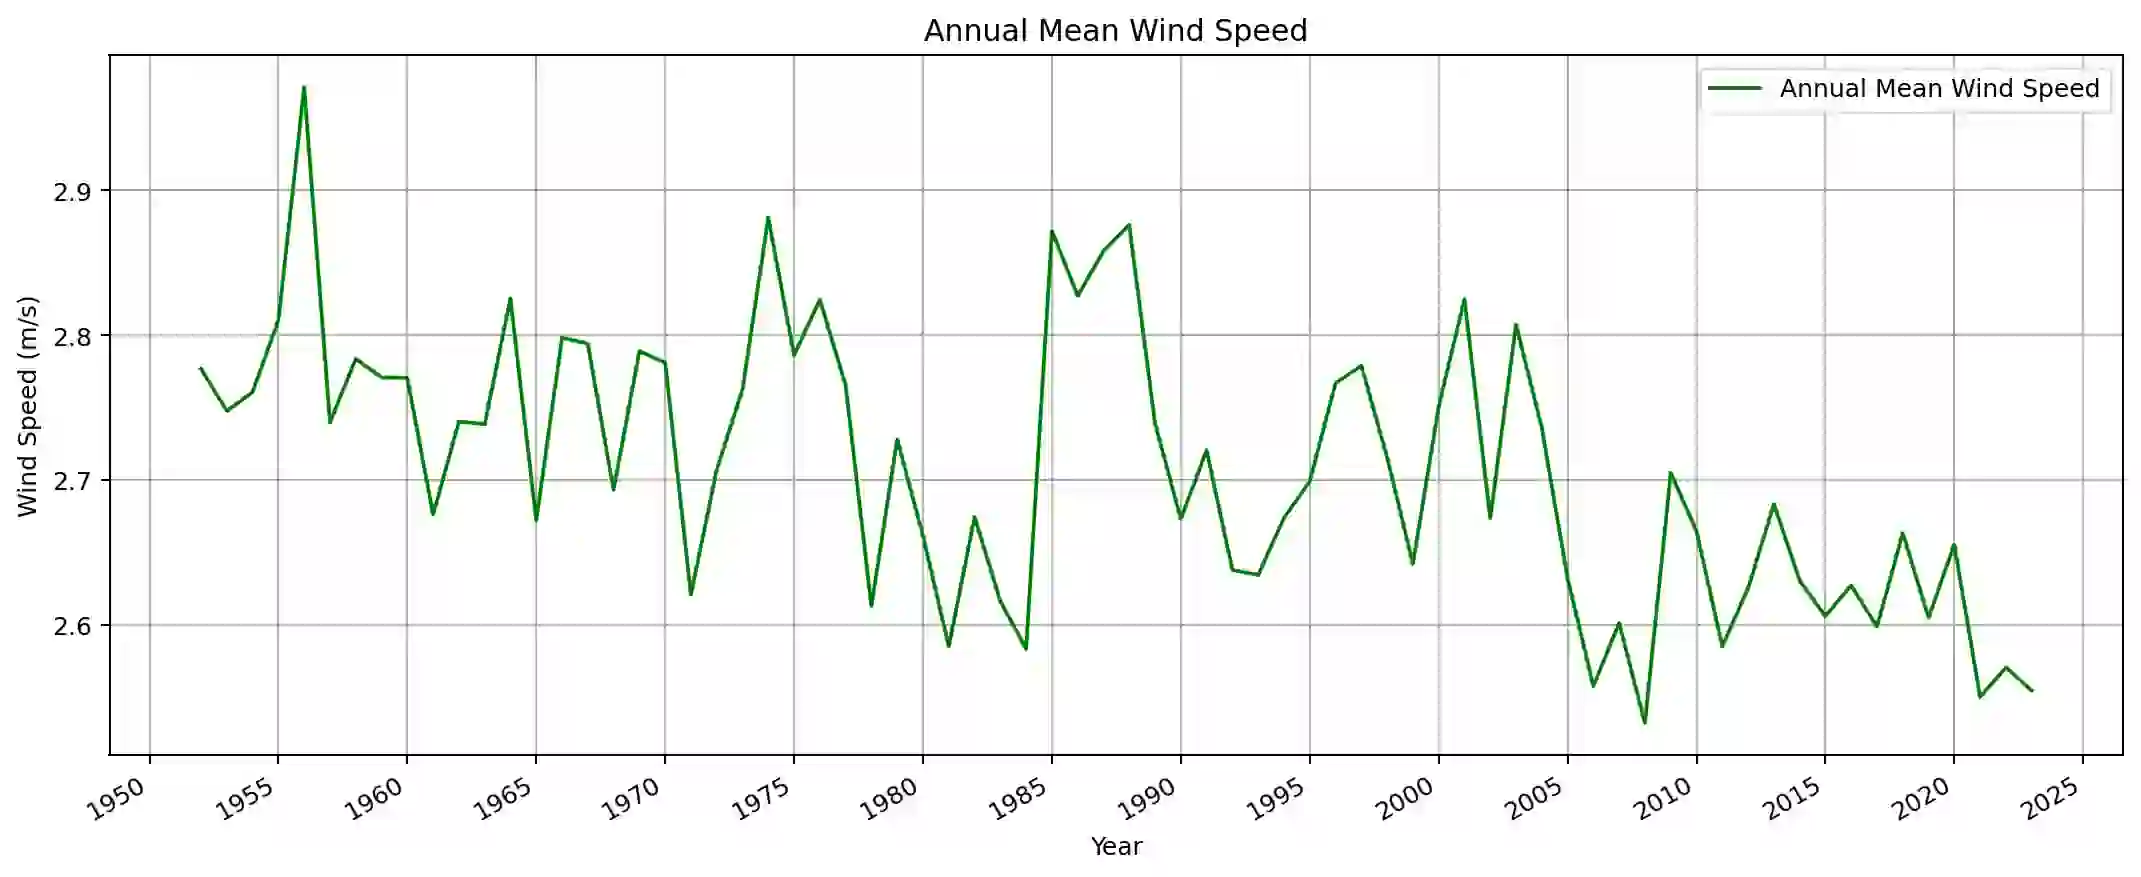 Annual Mean Wind Speed
Annual Mean Wind Speed
Wind Speed (m/s)
2.9
2.8
2.7
2.6
1950 1955 1960 1965 1970 1975 1980 1985 1990 1995 2000 2005 2010 2015 2020 2025
Year